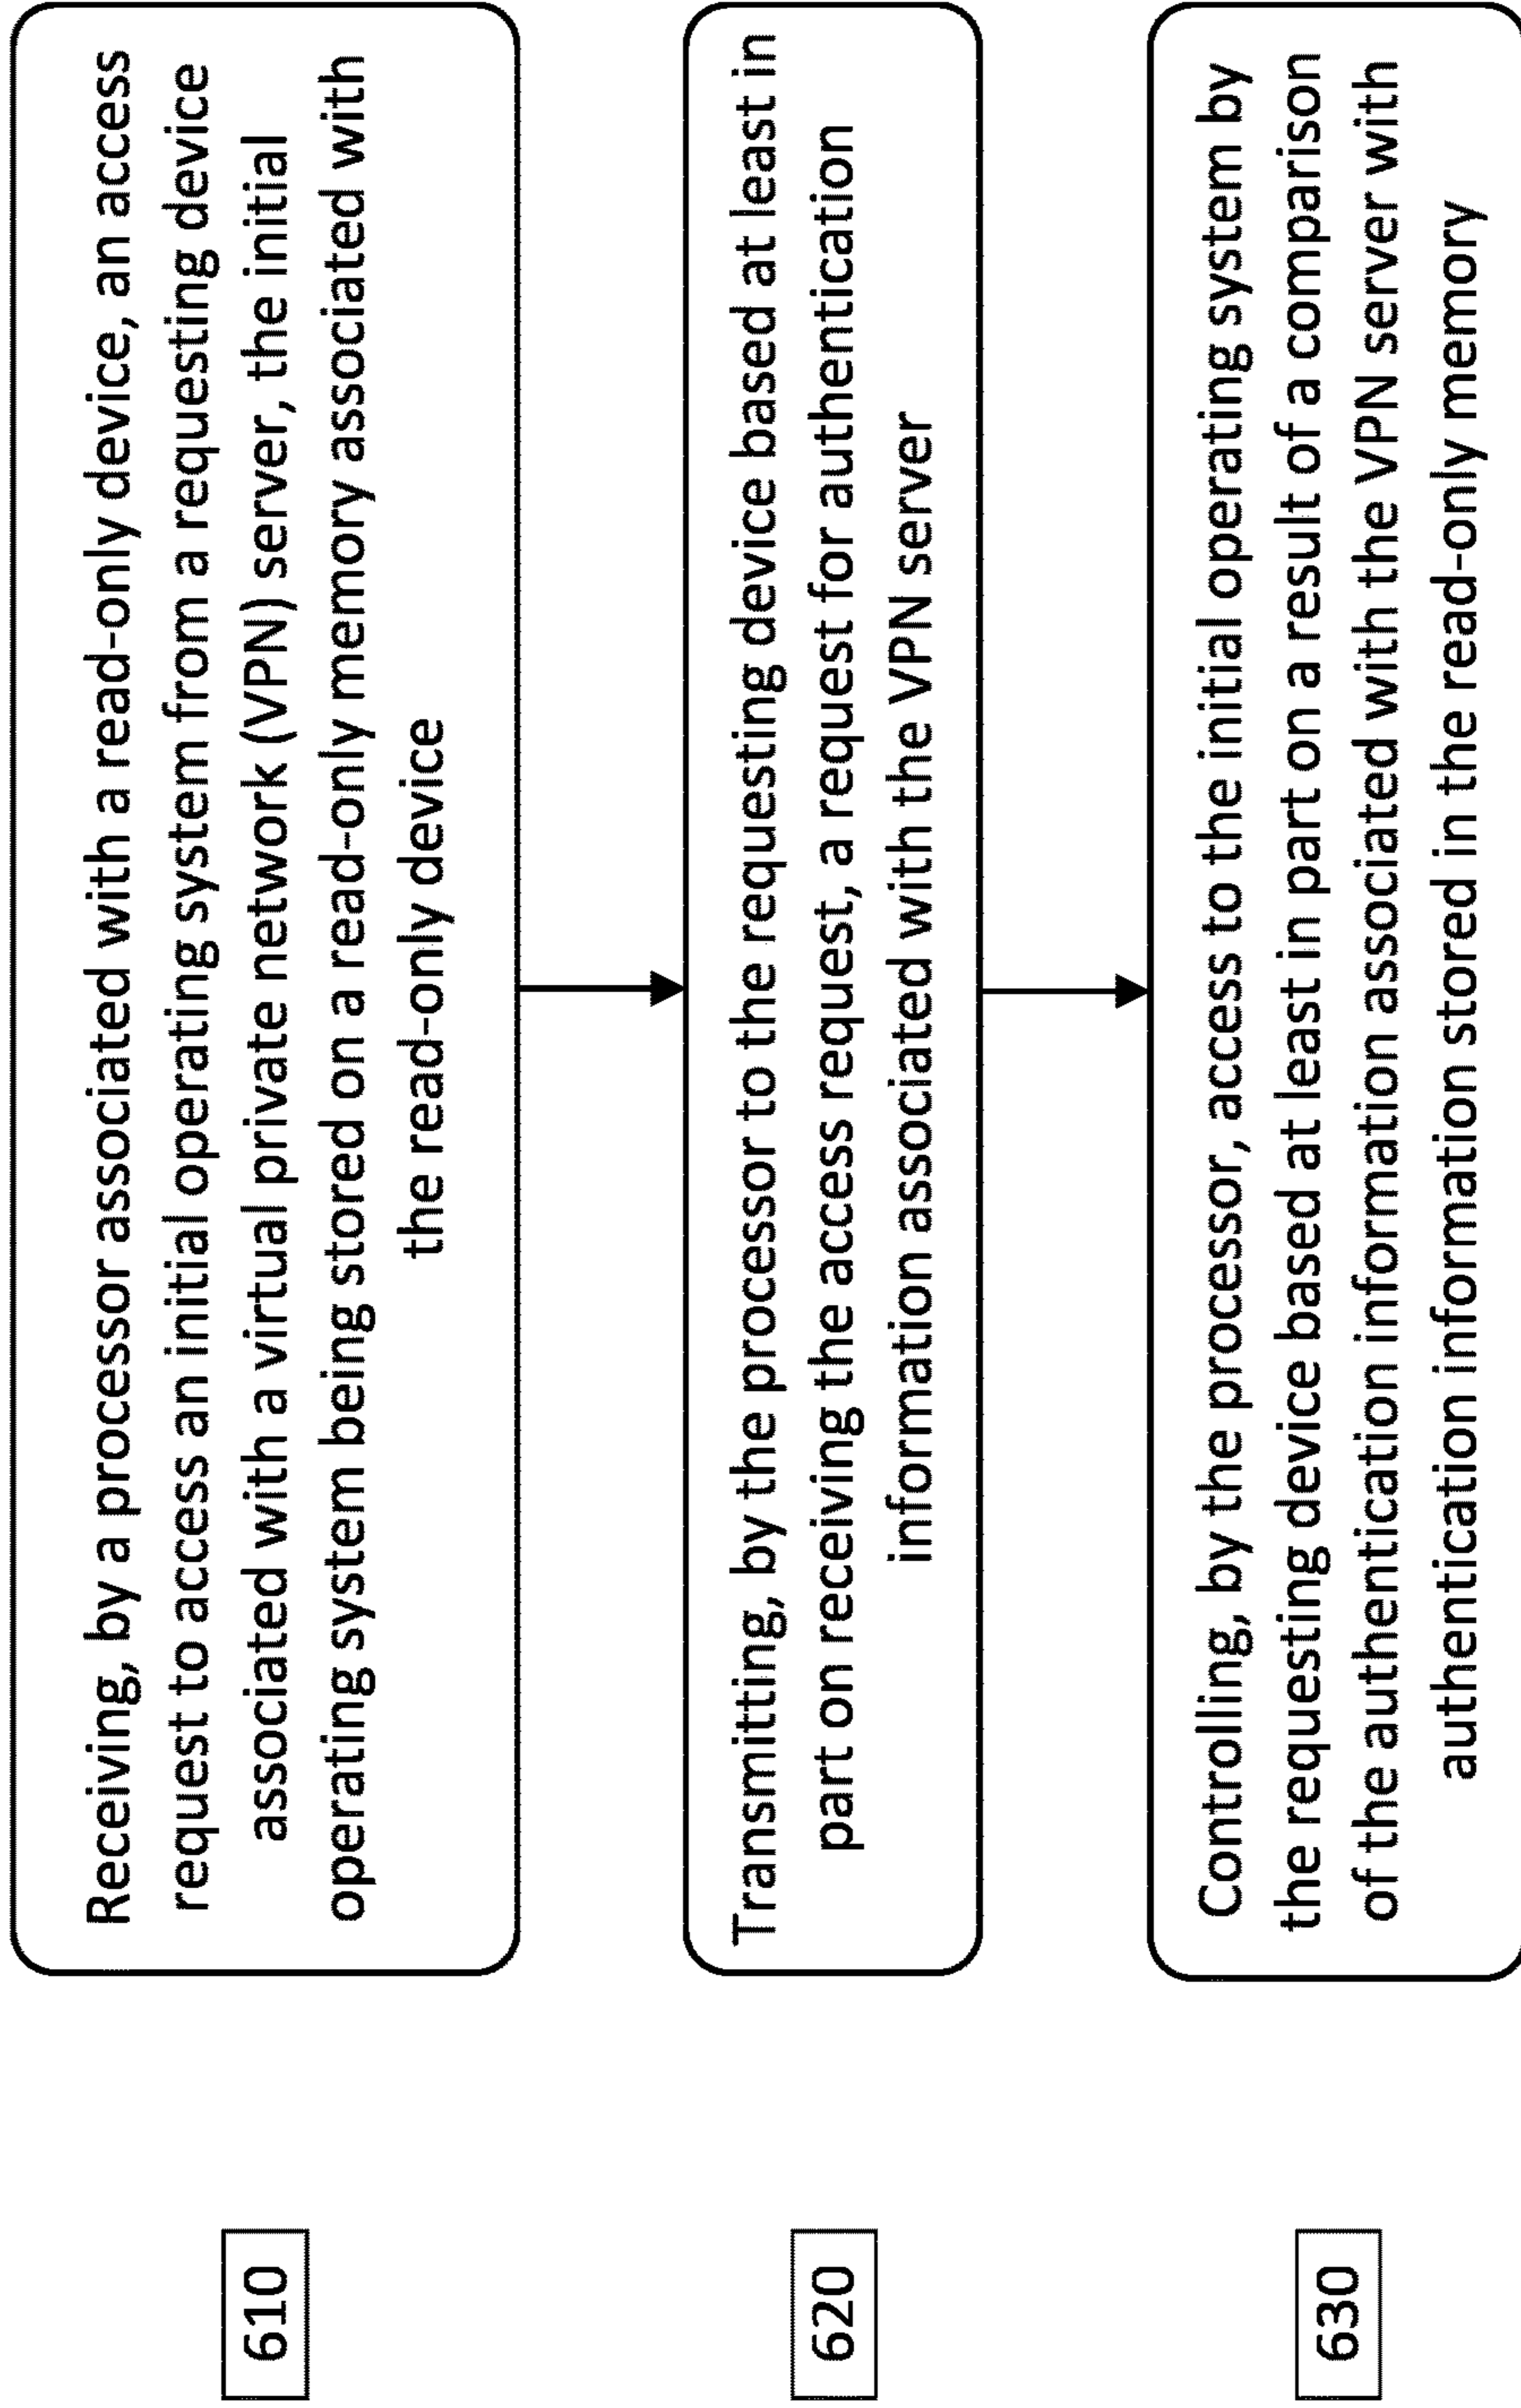 610
Receiving, by a processor associated with a read-only device, an access
request to access an initial operating system from a requesting device
associated with a virtual private network (VPN) server, the initial
operating system being stored on a read-only memory associated with
the read-only device
620
Transmitting, by the processor to the requesting device based at least in
part on receiving the access request, a request for authentication
information associated with the VPN server
630
Controlling, by the processor, access to the initial operating system by
the requesting device based at least in part on a result of a comparison
of the authentication information associated with the VPN server with
authentication information stored in the read-only memory